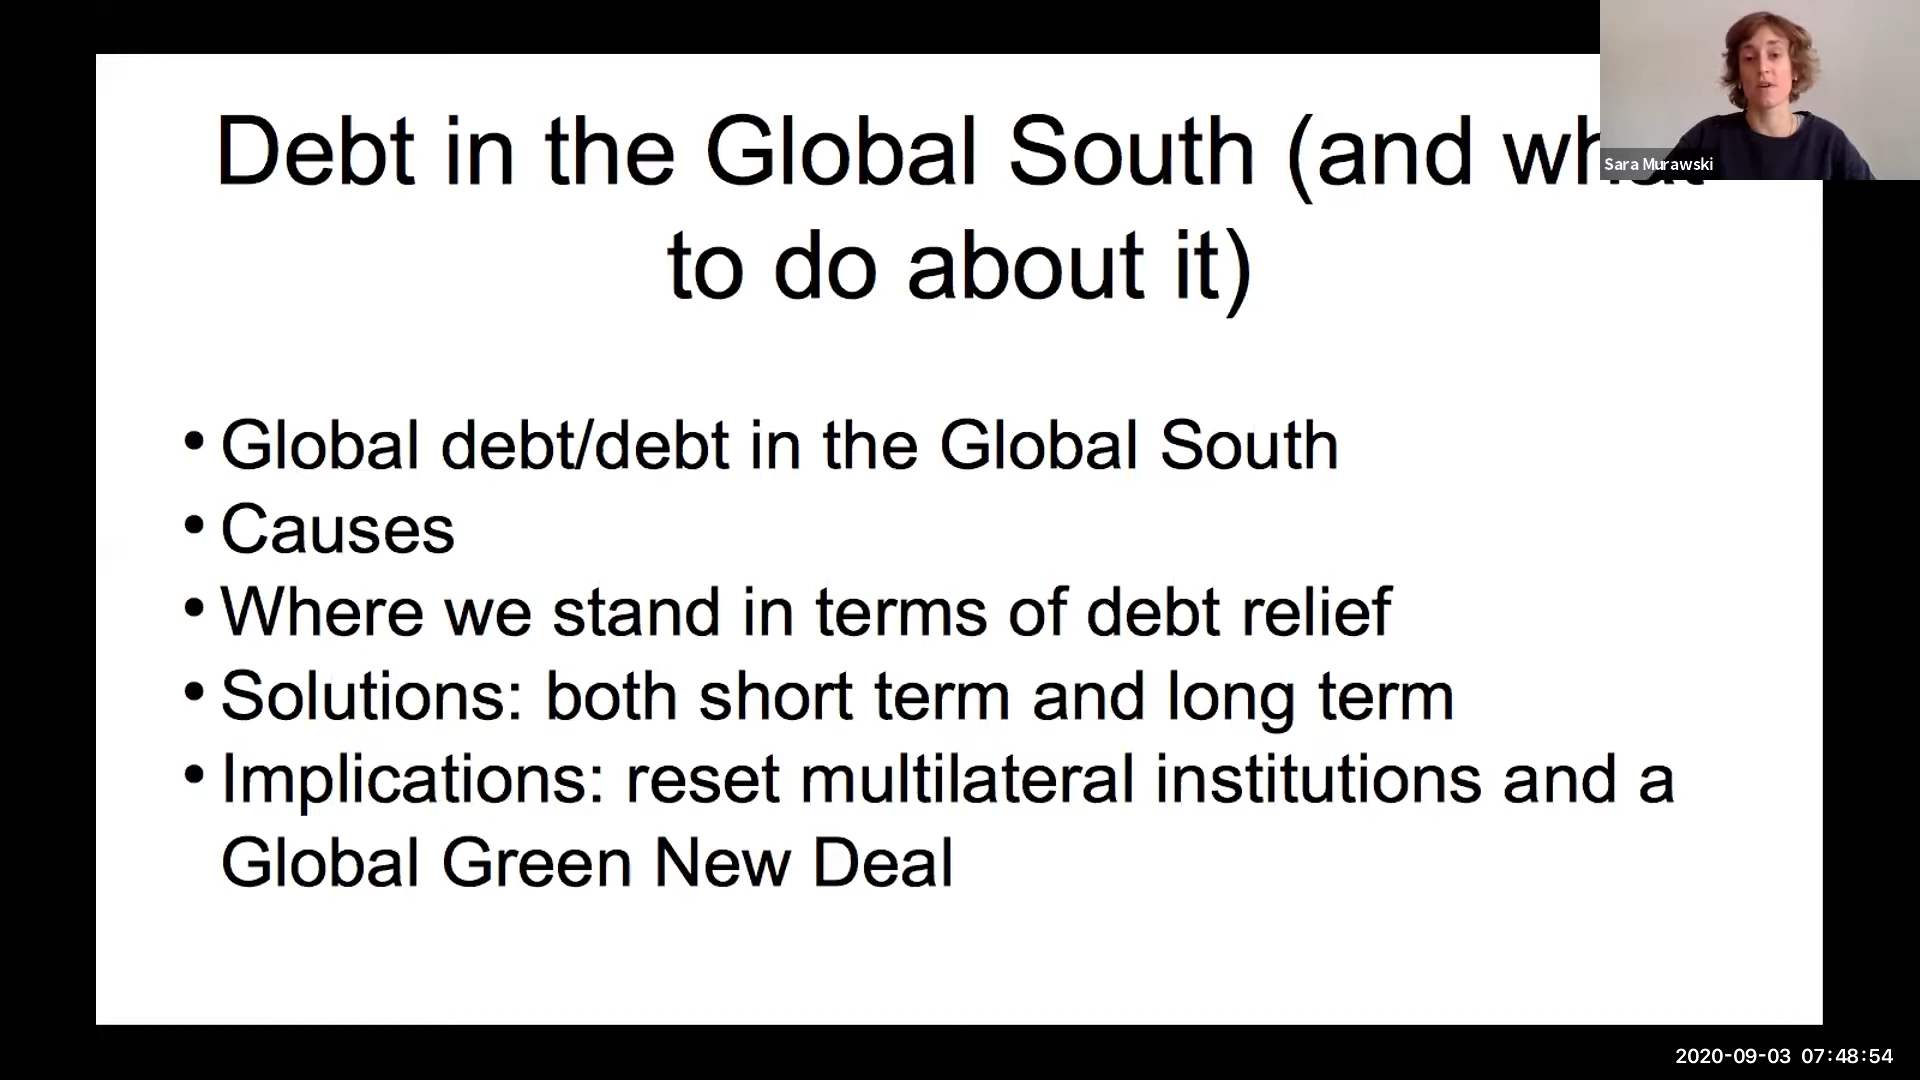 Debt in the Global South (and what
to do about it)
Sara Murawski
• Global debt/debt in the Global South
• Causes
• Where we stand in terms of debt relief
• Solutions: both short term and long term
• Implications: reset multilateral institutions and a
Global Green New Deal
2020-09-03 07:48:54